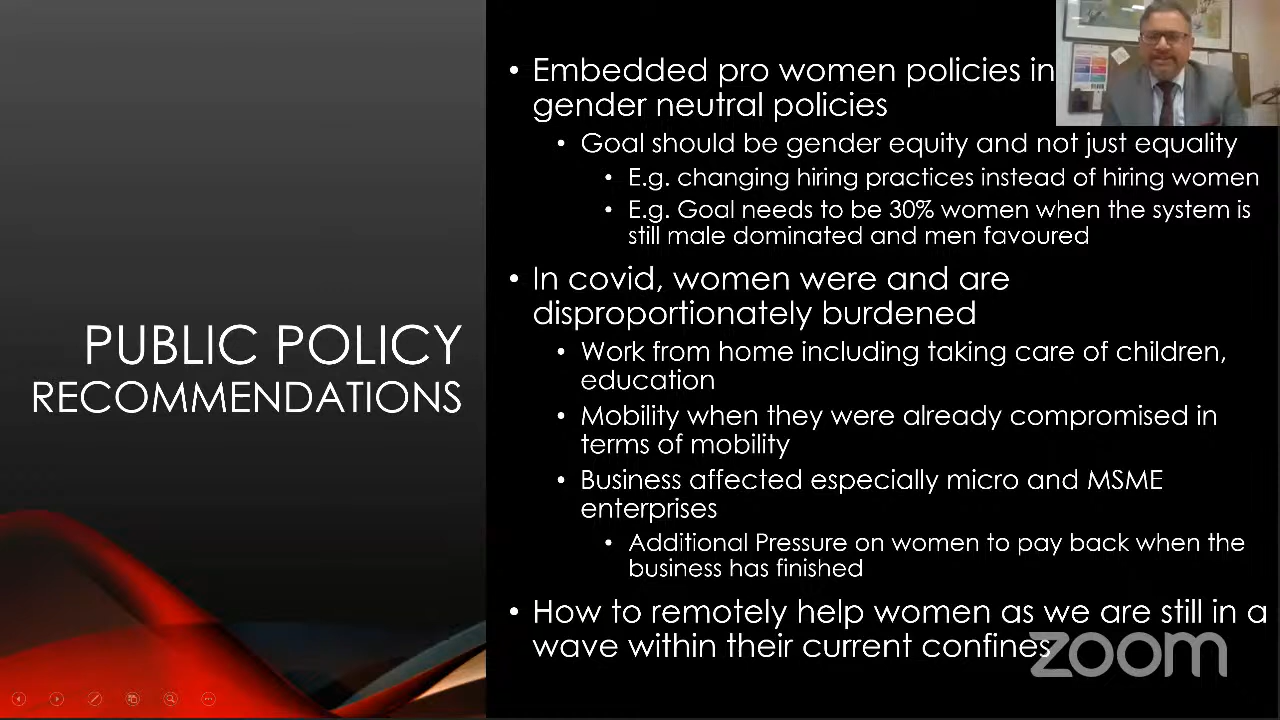 PUBLIC POLICY
RECOMMENDATIONS
• Embedded pro women policies in
gender neutral policies
• Goal should be gender equity and not just equality
• E.g. changing hiring practices instead of hiring women
• E.g. Goal needs to be 30% women when the system is
still male dominated and men favoured
• In covid, women were and are
disproportionately burdened
• Work from home including taking care of children,
education
• Mobility when they were already compromised in
terms of mobility
• Business affected especially micro and MSME
enterprises
• Additional Pressure on women to pay back when the
business has finished
• How to remotely help women as we are still in a
wave within their current confines
zoom